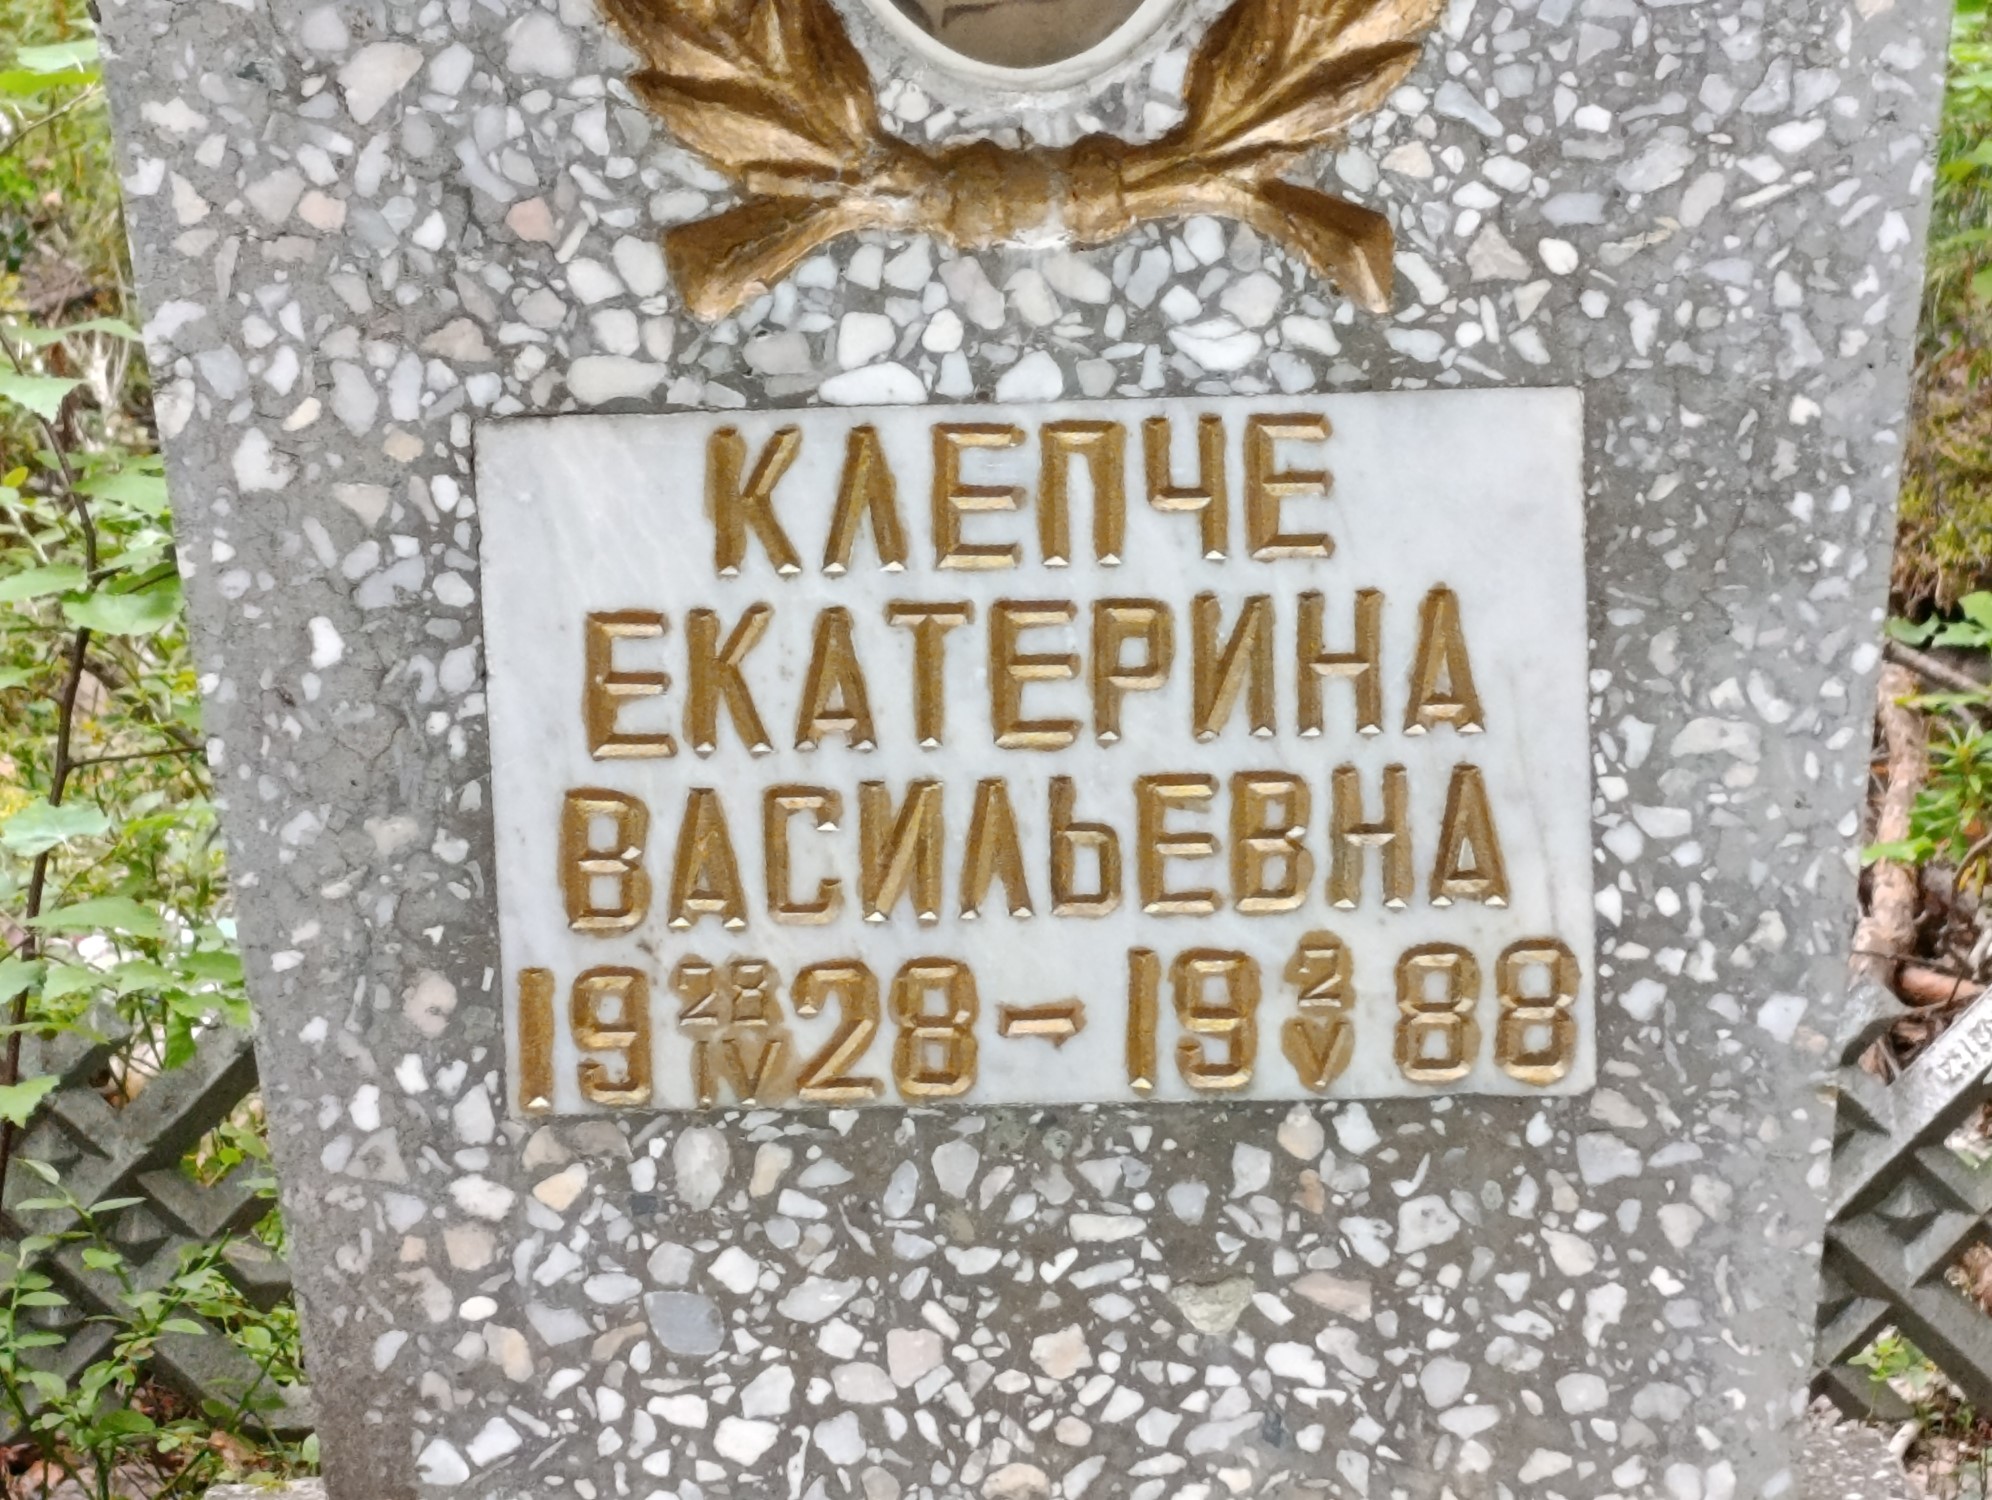 КЛЕПЧЕ
ЕКАТЕРИНА
ВАСИЛЬЕВНА
19 28/IV 28 - 19 2/V 88